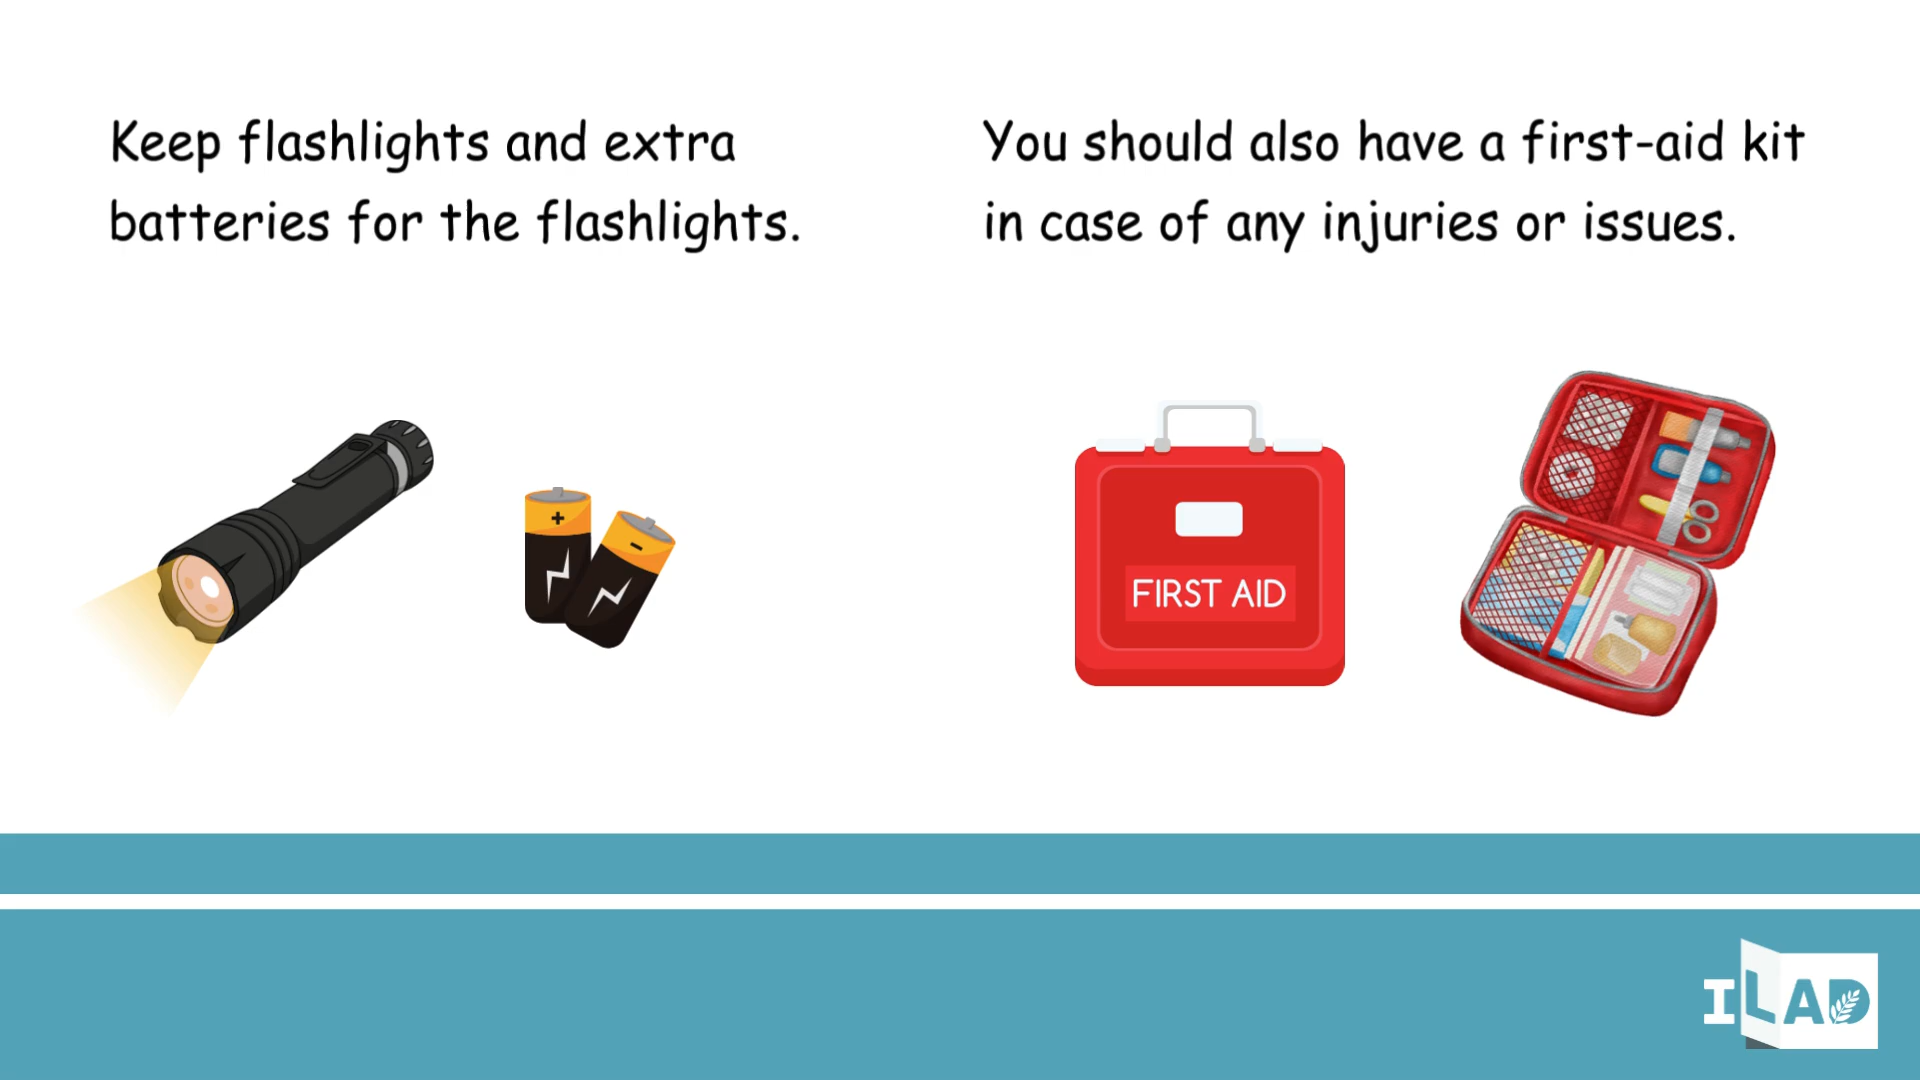 Keep flashlights and extra
batteries for the flashlights.
You should also have a first-aid kit
in case of any injuries or issues.
+
-
FIRST AID
ILAD